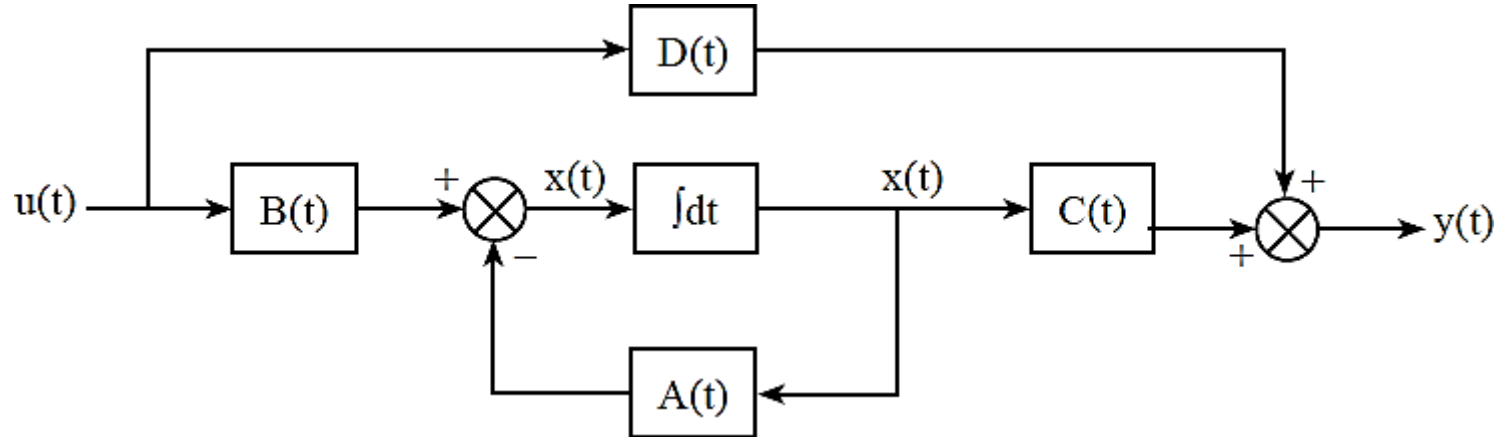 D(t)
+
u(t) B(t) + x(t) ∫dt x(t) C(t) + y(t)
−
A(t)